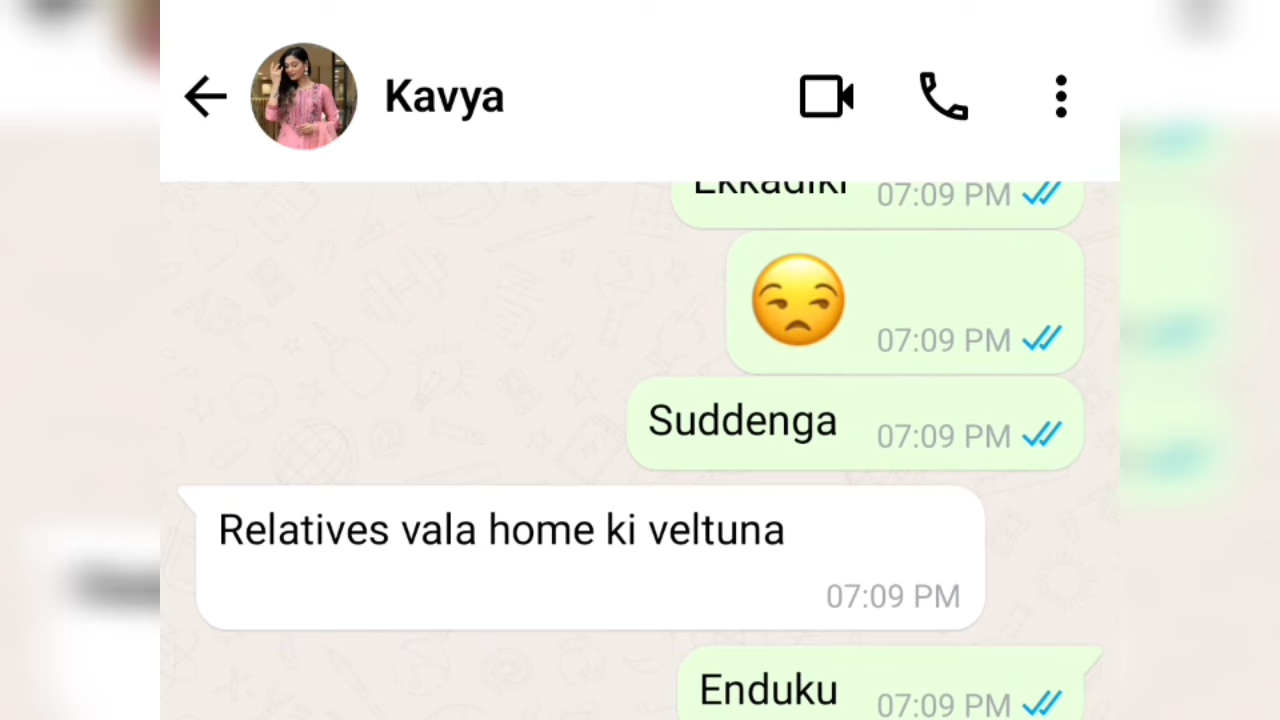 Kavya
Ekkadiki 07:09 PM
😒 07:09 PM
Suddenga 07:09 PM
Relatives vala home ki veltuna
07:09 PM
Enduku 07:09 PM